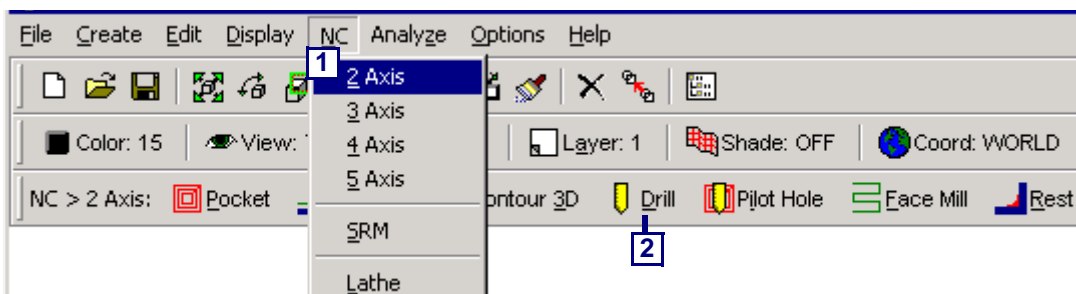 File Create Edit Display NC Analyze Options Help
1
2 Axis
3 Axis
4 Axis
5 Axis
SRM
Lathe
Color: 15 View: Layer: 1 Shade: OFF Coord: WORLD
NC > 2 Axis: Pocket ontour 3D Drill Pilot Hole Face Mill Rest
2